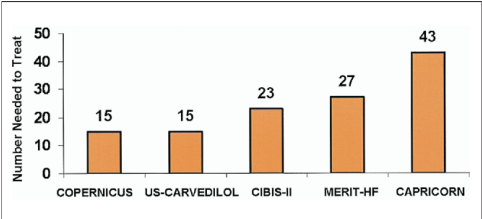 Number Needed to Treat
50
40
30
20
10
0
15
15
23
27
43
COPERNICUS
US-CARVEDILOL
CIBIS-II
MERIT-HF
CAPRICORN